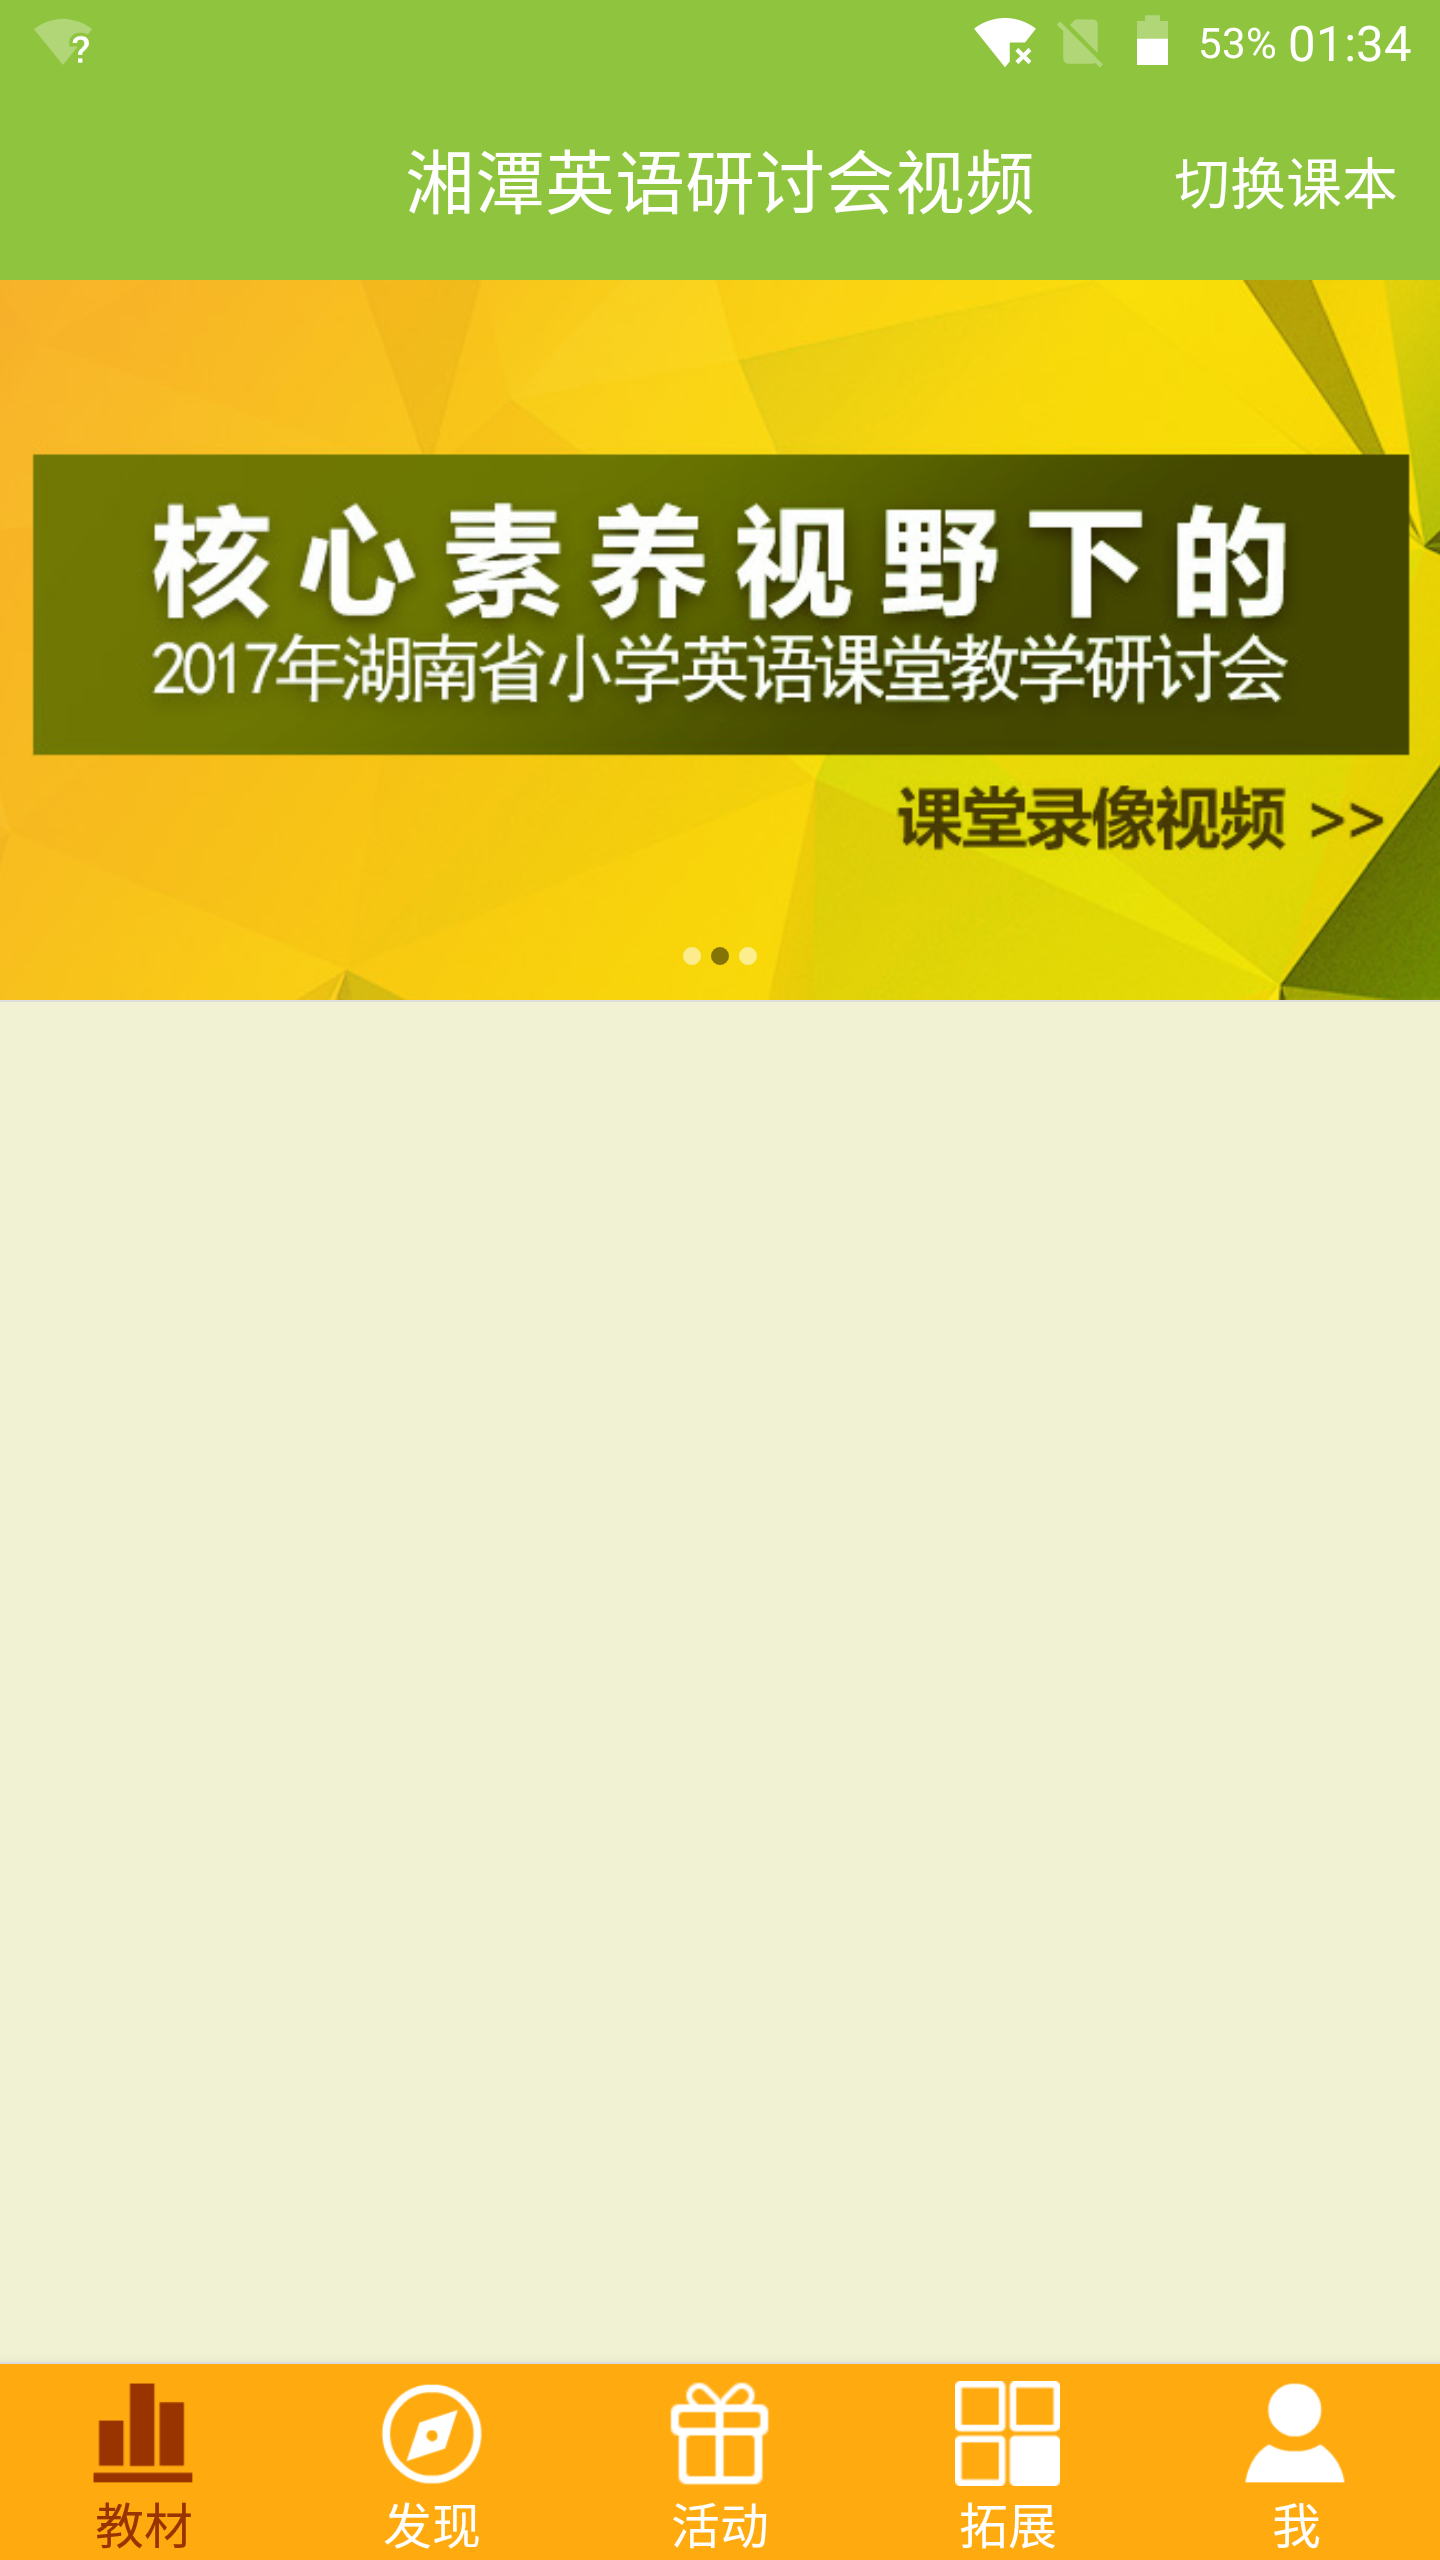 53% 01:34
湘潭英语研讨会视频 切换课本
核心素养视野下的
2017年湖南省小学英语课堂教学研讨会
课堂录像视频 >>
教材 发现 活动 拓展 我